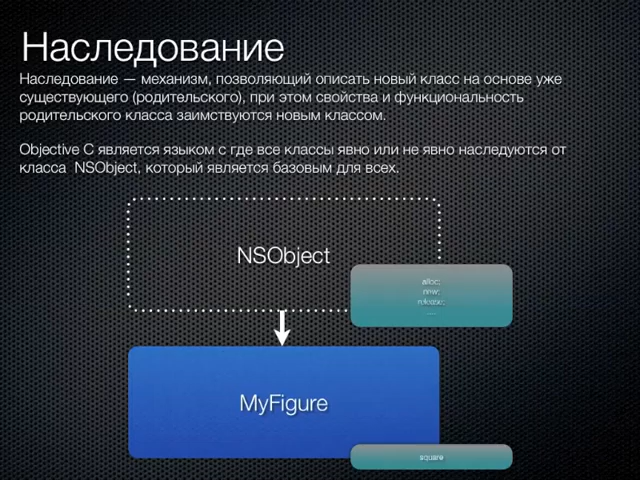 Наследование
Наследование — механизм, позволяющий описать новый класс на основе уже
существующего (родительского), при этом свойства и функциональность
родительского класса заимствуются новым классом.
Objective C является языком с где все классы явно или не явно наследуются от
класса NSObject, который является базовым для всех.
NSObject
alloc;
new;
release;
.....
MyFigure
square